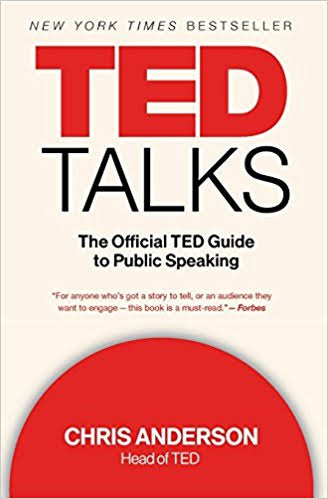 NEW YORK TIMES BESTSELLER
TED
TALKS
The Official TED Guide
to Public Speaking
"For anyone who's got a story to tell, or an audience they
want to engage — this book is a must-read." — Forbes
CHRIS ANDERSON
Head of TED